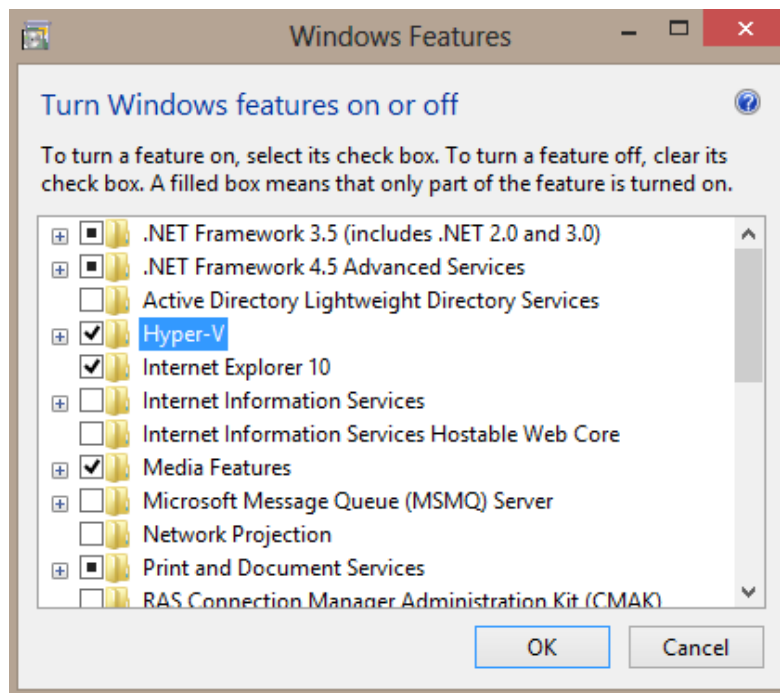 Windows Features
Turn Windows features on or off
To turn a feature on, select its check box. To turn a feature off, clear its
check box. A filled box means that only part of the feature is turned on.
.NET Framework 3.5 (includes .NET 2.0 and 3.0)
.NET Framework 4.5 Advanced Services
Active Directory Lightweight Directory Services
Hyper-V
Internet Explorer 10
Internet Information Services
Internet Information Services Hostable Web Core
Media Features
Microsoft Message Queue (MSMQ) Server
Network Projection
Print and Document Services
RAS Connection Manager Administration Kit (CMAK)
OK Cancel